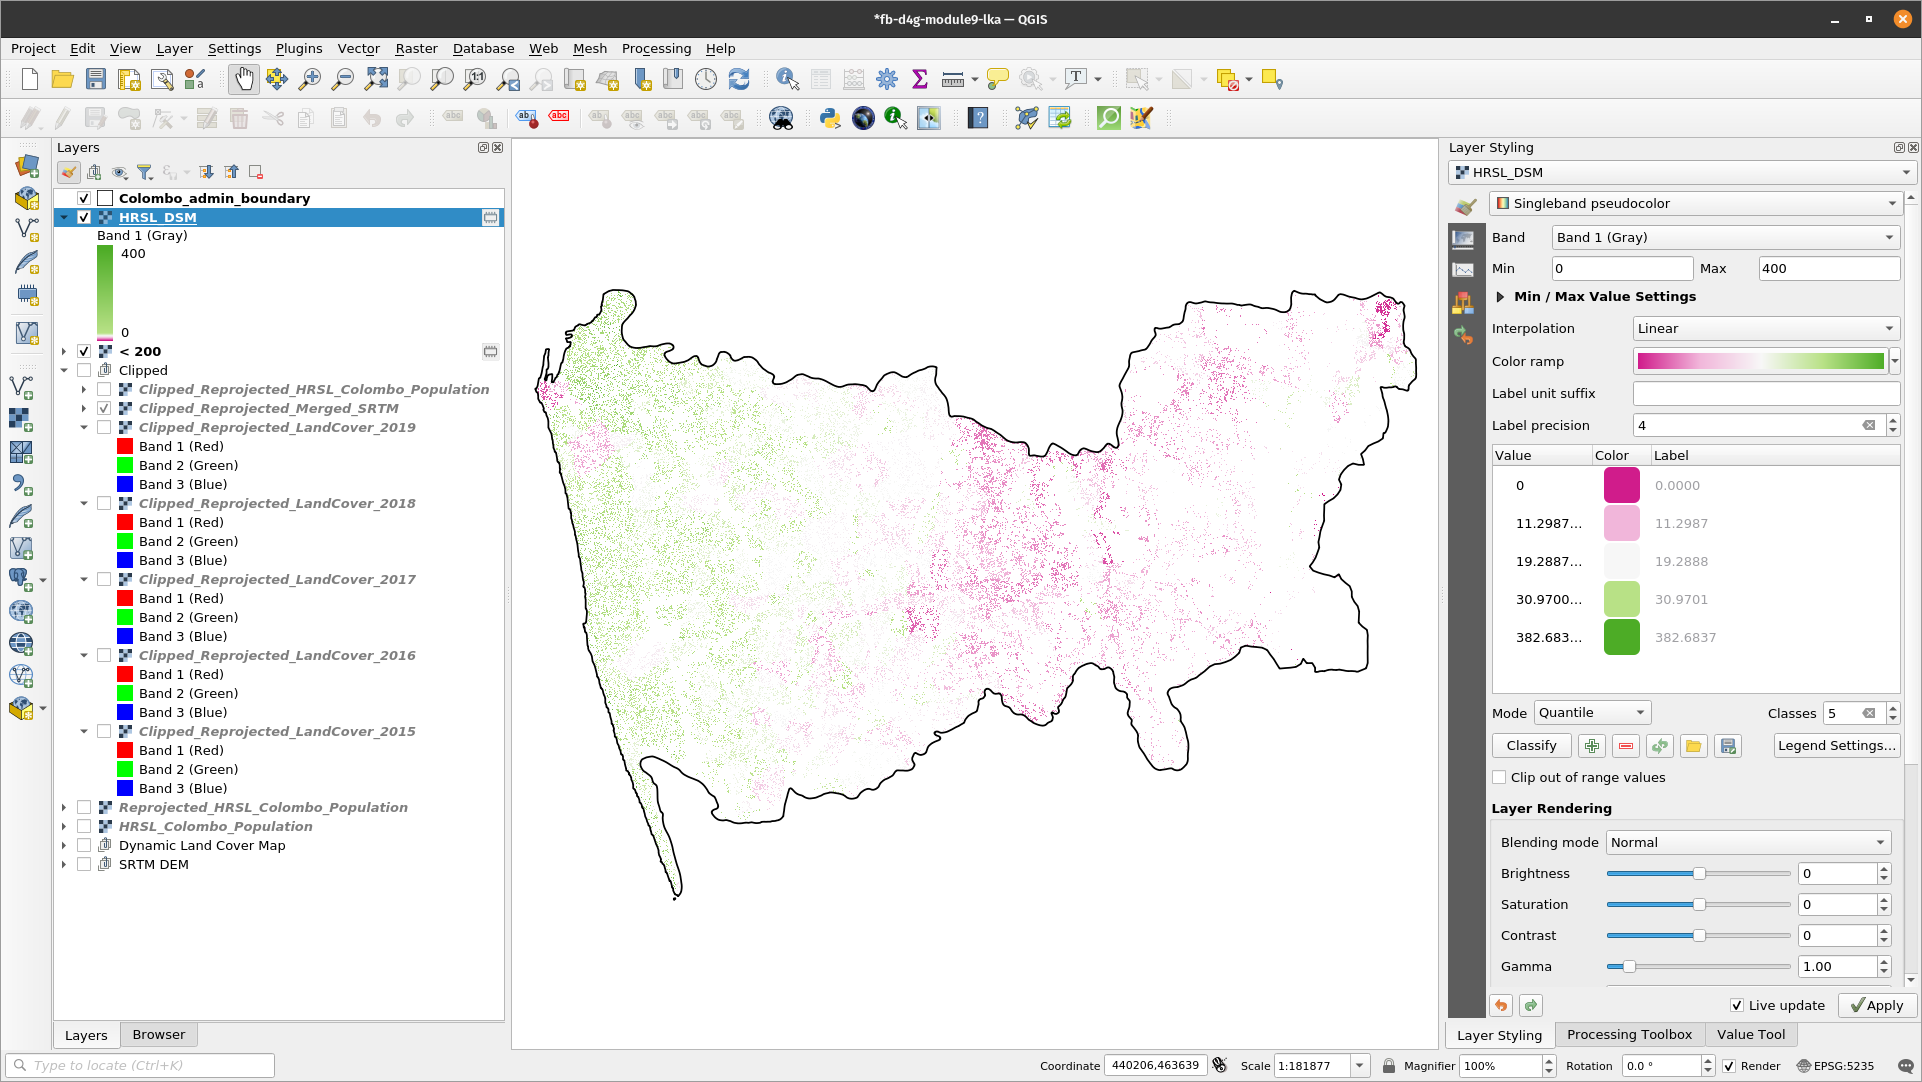 *fb-d4g-module9-lka — QGIS
Project Edit View Layer Settings Plugins Vector Raster Database Web Mesh Processing Help
Layers
Colombo_admin_boundary
HRSL_DSM
Band 1 (Gray)
400
0
< 200
Clipped
Clipped_Reprojected_HRSL_Colombo_Population
Clipped_Reprojected_Merged_SRTM
Clipped_Reprojected_LandCover_2019
Band 1 (Red)
Band 2 (Green)
Band 3 (Blue)
Clipped_Reprojected_LandCover_2018
Band 1 (Red)
Band 2 (Green)
Band 3 (Blue)
Clipped_Reprojected_LandCover_2017
Band 1 (Red)
Band 2 (Green)
Band 3 (Blue)
Clipped_Reprojected_LandCover_2016
Band 1 (Red)
Band 2 (Green)
Band 3 (Blue)
Clipped_Reprojected_LandCover_2015
Band 1 (Red)
Band 2 (Green)
Band 3 (Blue)
Reprojected_HRSL_Colombo_Population
HRSL_Colombo_Population
Dynamic Land Cover Map
SRTM DEM
Layers Browser
Layer Styling
HRSL_DSM
Singleband pseudocolor
Band Band 1 (Gray)
Min 0 Max 400
Min / Max Value Settings
Interpolation Linear
Color ramp
Label unit suffix
Label precision 4
Value Color Label
0 0.0000
11.2987... 11.2987
19.2887... 19.2888
30.9700... 30.9701
382.683... 382.6837
Mode Quantile Classes 5
Classify Legend Settings...
Clip out of range values
Layer Rendering
Blending mode Normal
Brightness 0
Saturation 0
Contrast 0
Gamma 1.00
Live update Apply
Layer Styling Processing Toolbox Value Tool
Type to locate (Ctrl+K) Coordinate 440206,463639 Scale 1:181877 Magnifier 100% Rotation 0.0 ° Render EPSG:5235